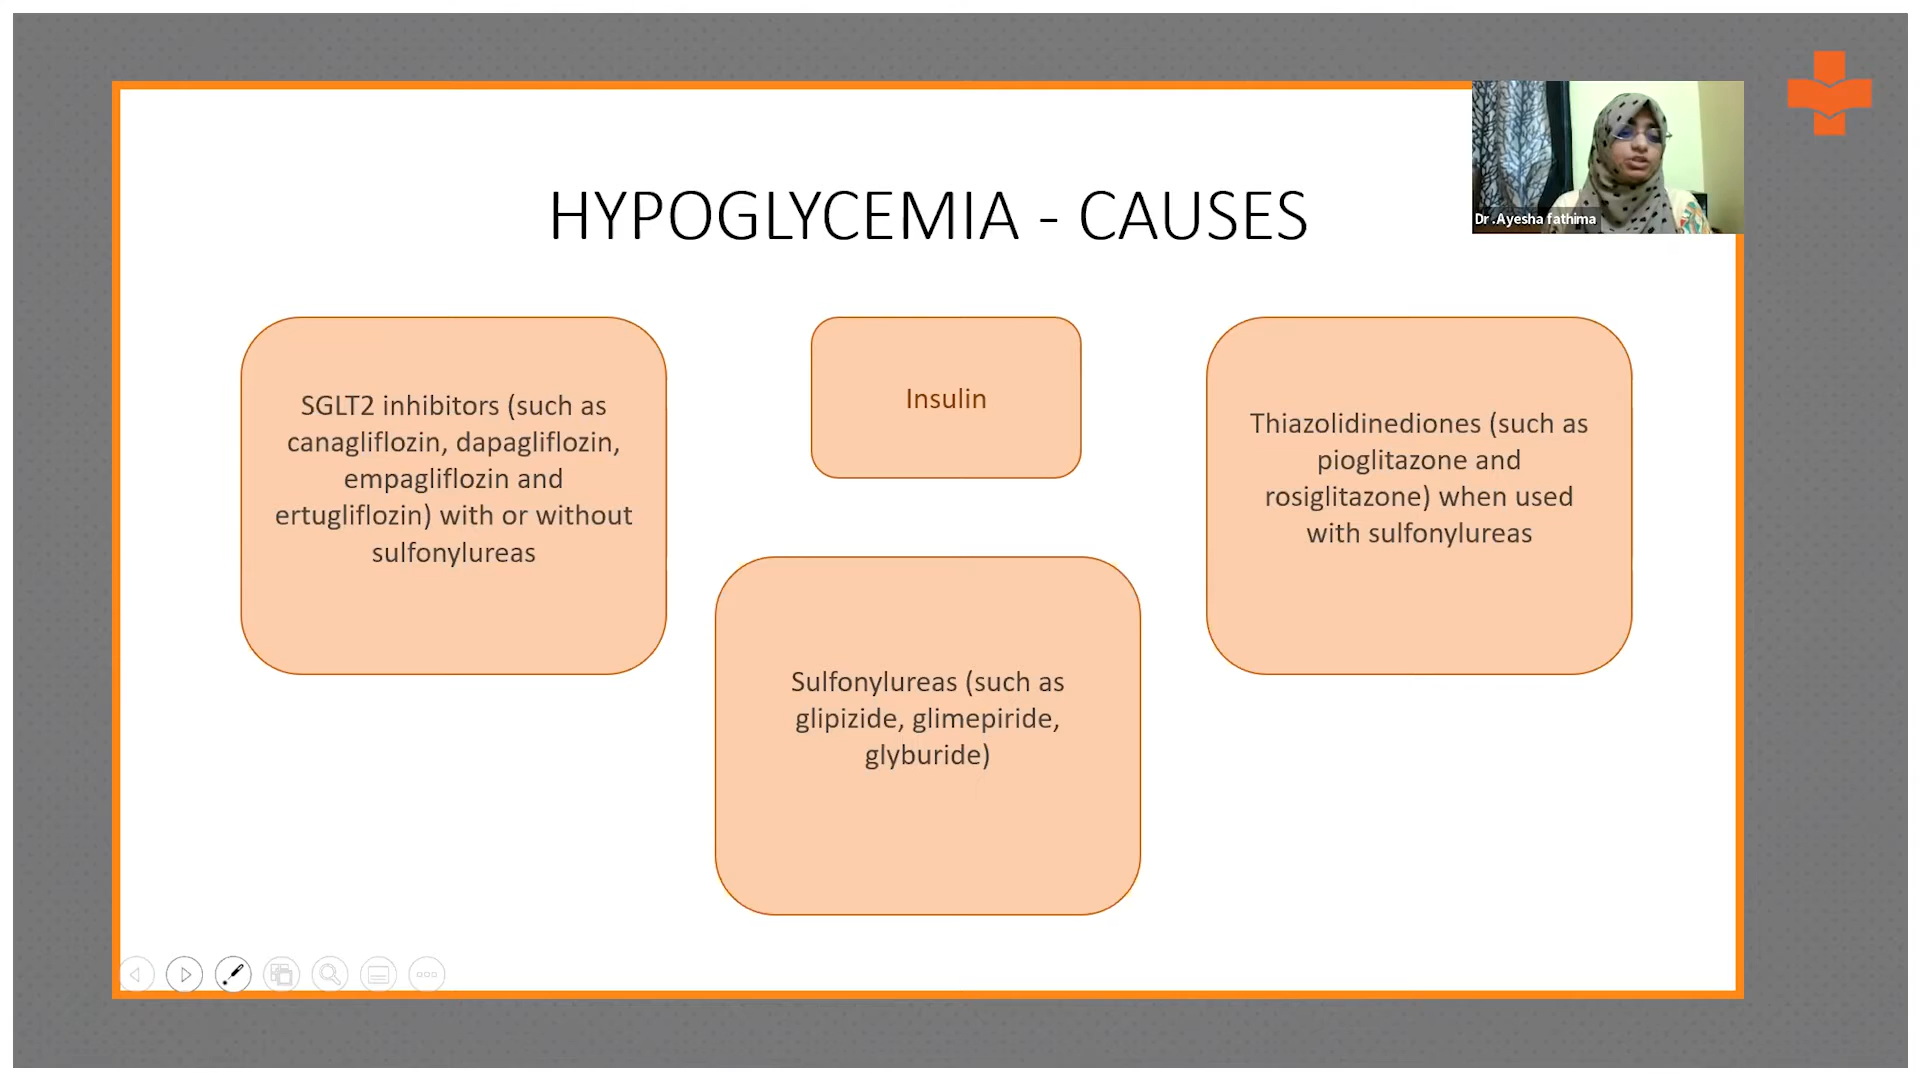 HYPOGLYCEMIA - CAUSES
Dr .Ayesha fathima
SGLT2 inhibitors (such as
canagliflozin, dapagliflozin,
empagliflozin and
ertugliflozin) with or without
sulfonylureas
Insulin
Thiazolidinediones (such as
pioglitazone and
rosiglitazone) when used
with sulfonylureas
Sulfonylureas (such as
glipizide, glimepiride,
glyburide)